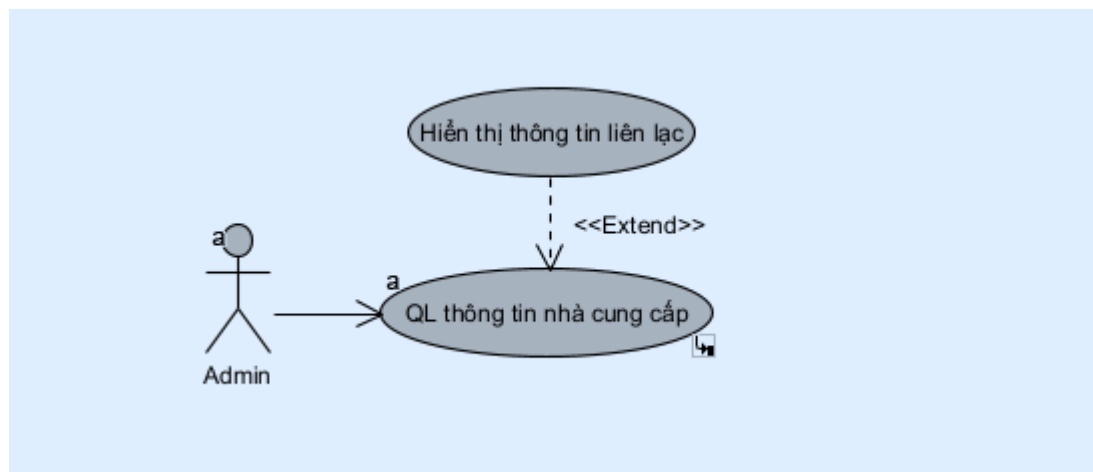 Hiển thị thông tin liên lạc
<<Extend>>
a
a
QL thông tin nhà cung cấp
Admin